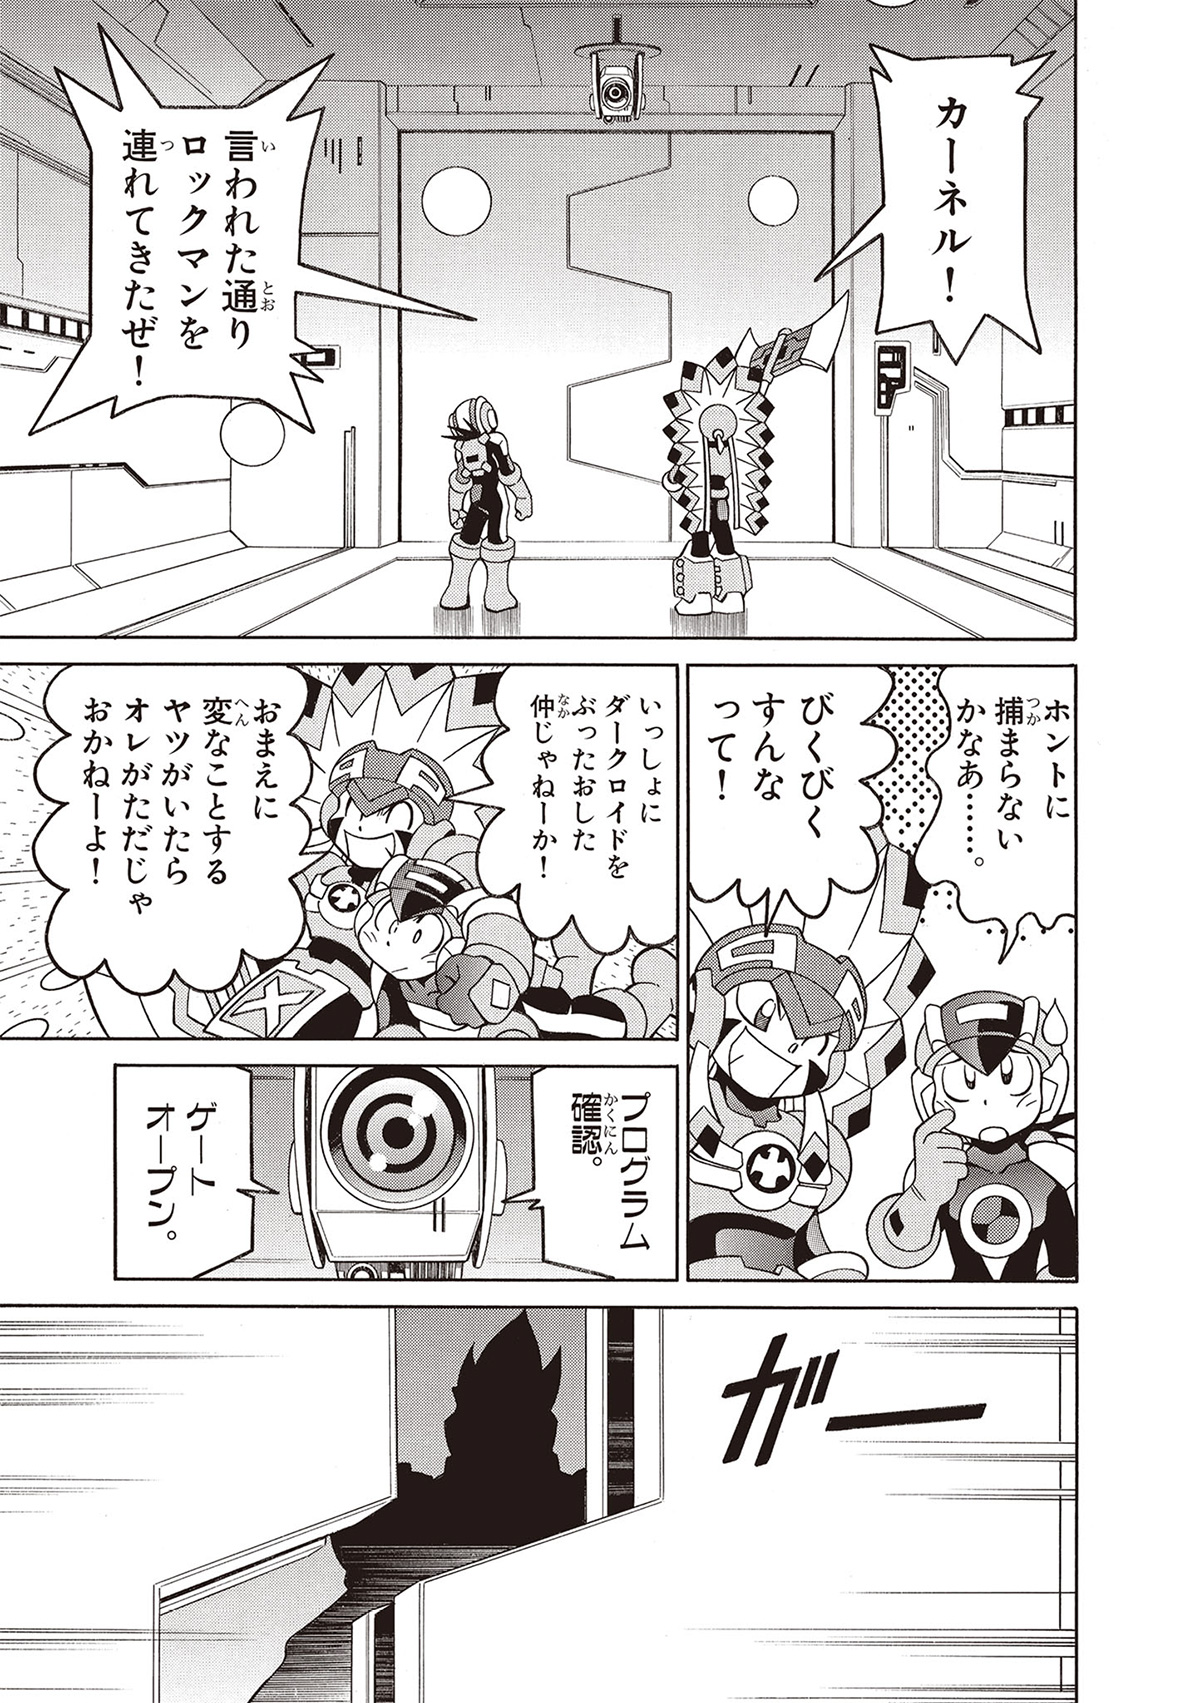 カーネル！
言われた通り
ロックマンを
連れてきたぜ！
ホントに
捕まらない
かなあ……。
びくびく
すんな
って！
いっしょに
ダークロイドを
ぶったおした
仲じゃねーか！
おまえに
変なことする
ヤツがいたら
オレがただじゃ
おかねーよ！
プログラム
確認。
ゲート
オープン。
ガー